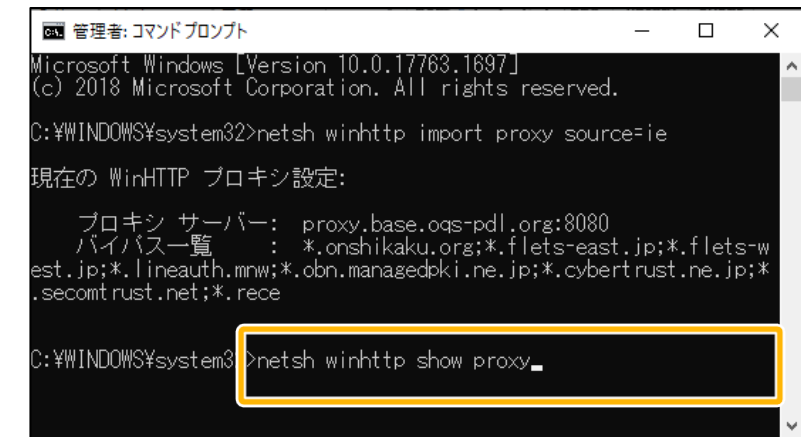 管理者: コマンド プロンプト
Microsoft Windows [Version 10.0.17763.1697]
(c) 2018 Microsoft Corporation. All rights reserved.
C:¥WINDOWS¥system32>netsh winhttp import proxy source=ie
現在の WinHTTP プロキシ設定:
プロキシ サーバー: proxy.base.oqs-pdl.org:8080
バイパス一覧 : *.onshikaku.org;*.flets-east.jp;*.flets-w
est.jp;*.lineauth.mnw;*.obn.managedpki.ne.jp;*.cybertrust.ne.jp;*
.secomtrust.net;*.rece
C:¥WINDOWS¥system3>netsh winhttp show proxy_